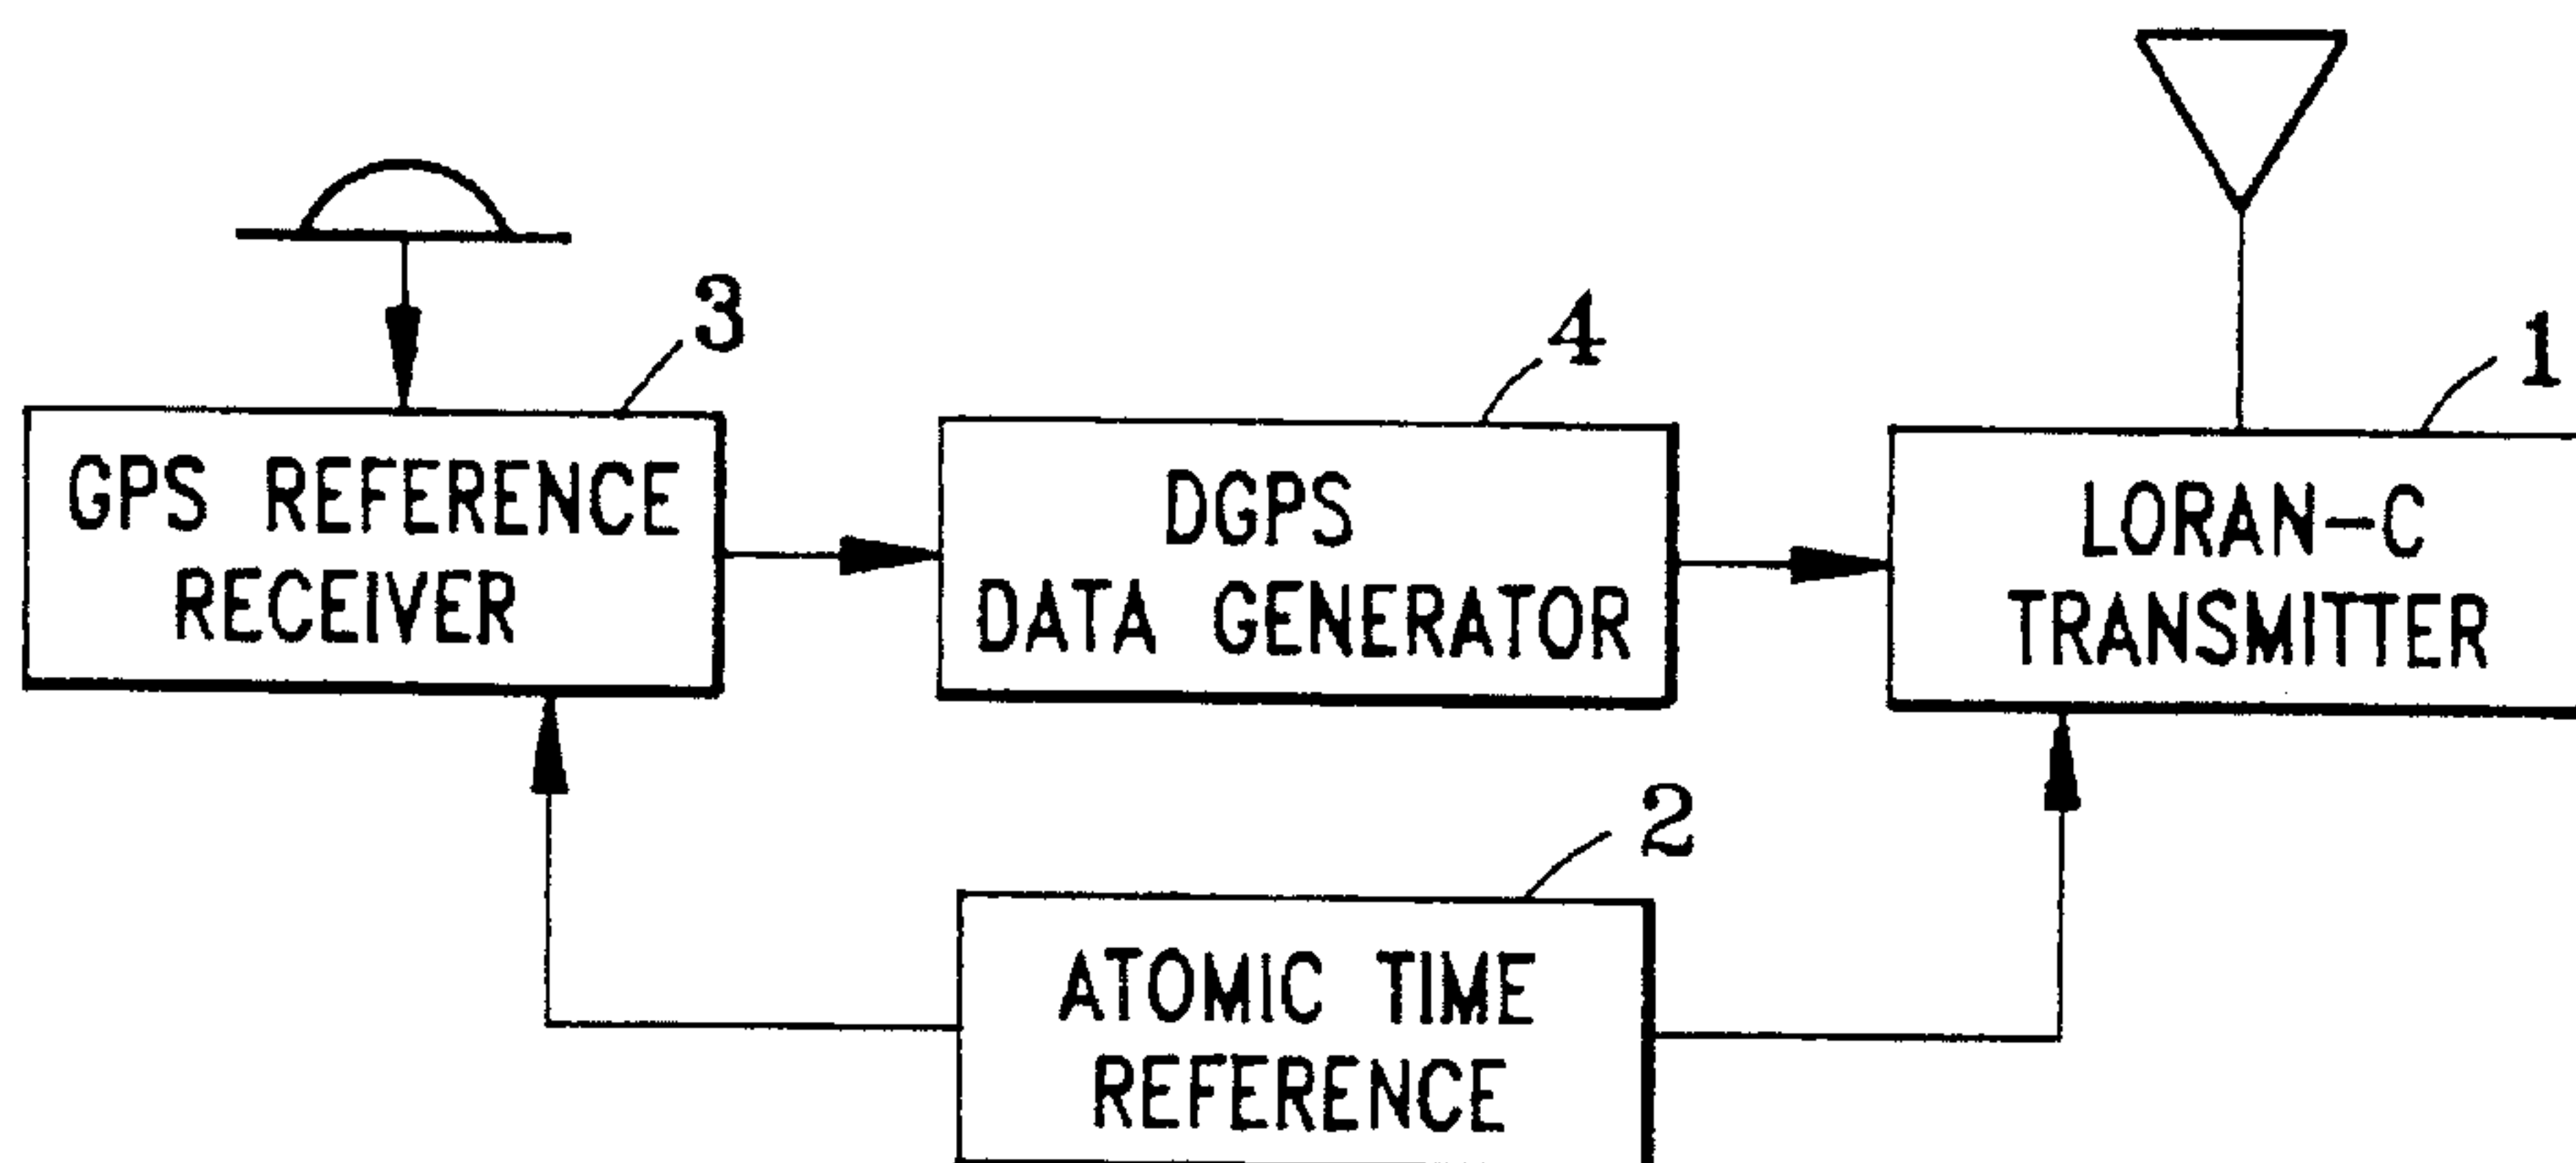 3
4
1
GPS REFERENCE
RECEIVER
DGPS
DATA GENERATOR
LORAN-C
TRANSMITTER
2
ATOMIC TIME
REFERENCE